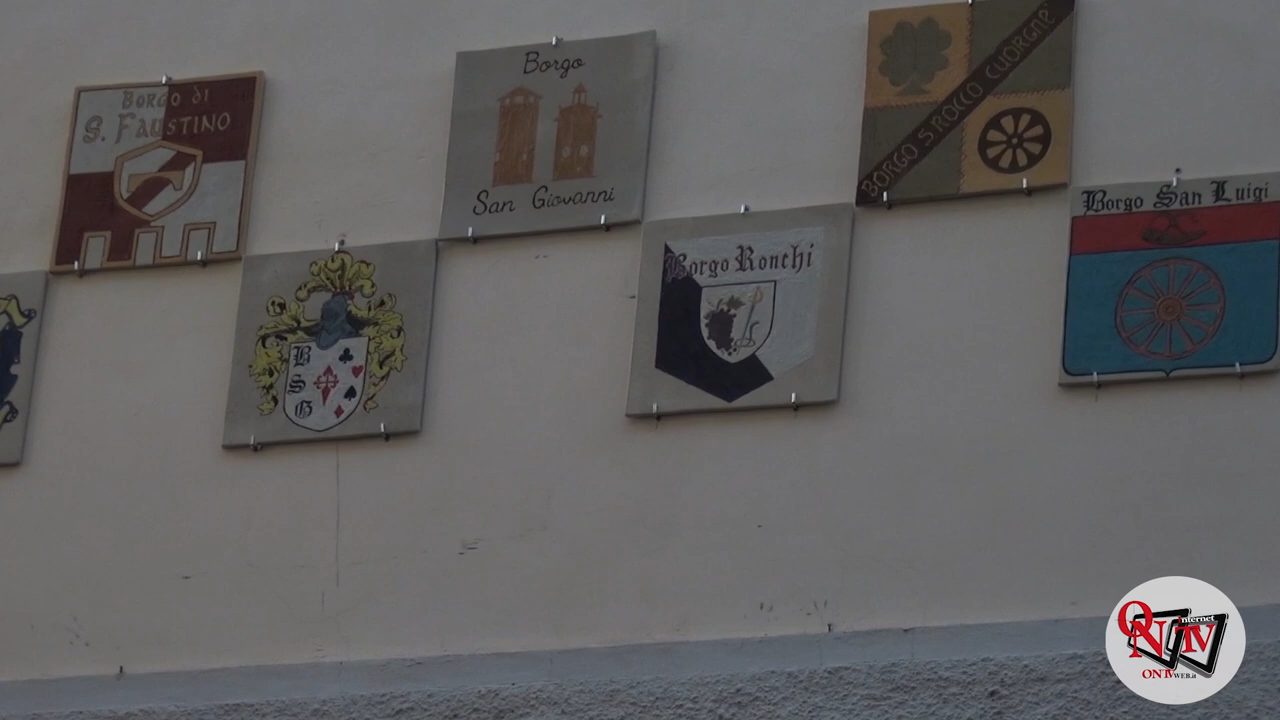 BORGO di
S. FAUSTINO
Borgo
San Giovanni
BORGO S. ROCCO CUORGNE'
Borgo San Luigi
B
S
G
Borgo Ronchi
ON internet TV
ONTVWEB.it